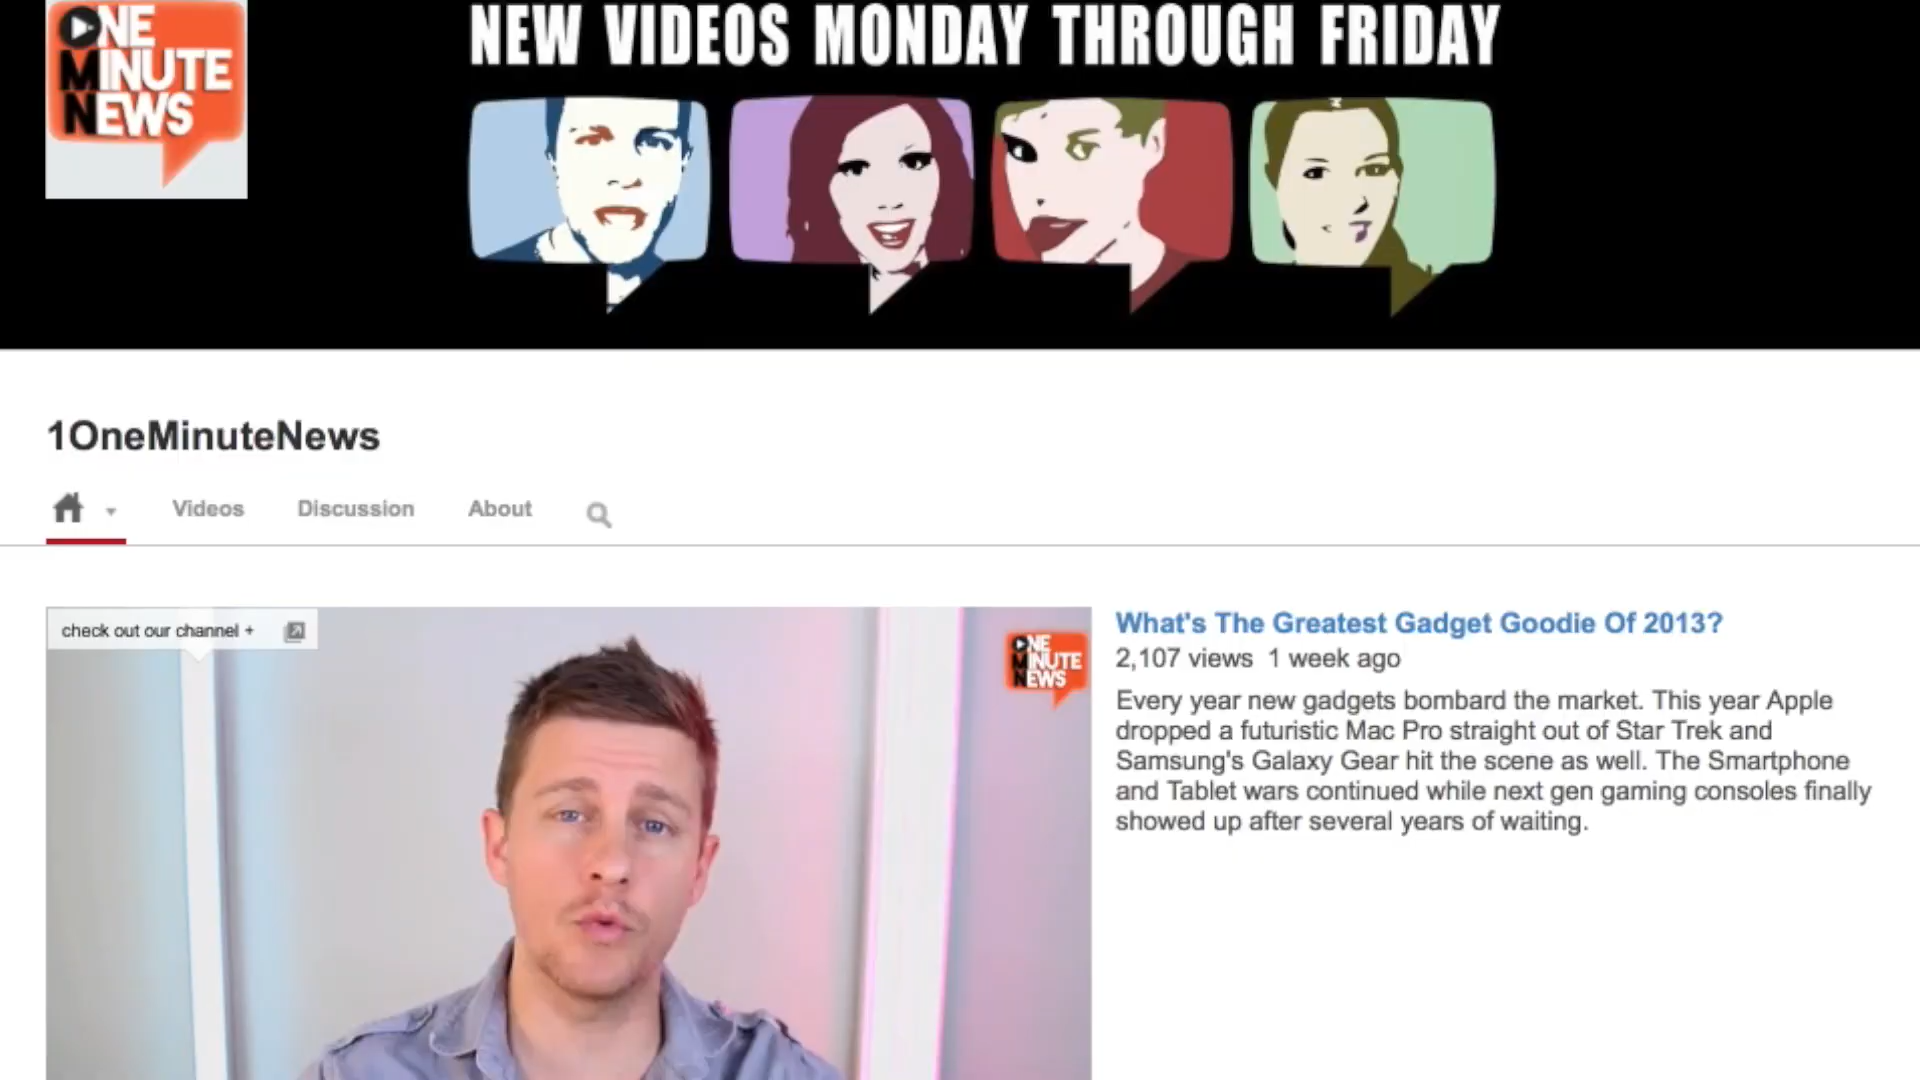 ONE
MINUTE
NEWS
NEW VIDEOS MONDAY THROUGH FRIDAY
1OneMinuteNews
Videos
Discussion
About
check out our channel +
ONE
MINUTE
NEWS
What's The Greatest Gadget Goodie Of 2013?
2,107 views 1 week ago
Every year new gadgets bombard the market. This year Apple
dropped a futuristic Mac Pro straight out of Star Trek and
Samsung's Galaxy Gear hit the scene as well. The Smartphone
and Tablet wars continued while next gen gaming consoles finally
showed up after several years of waiting.